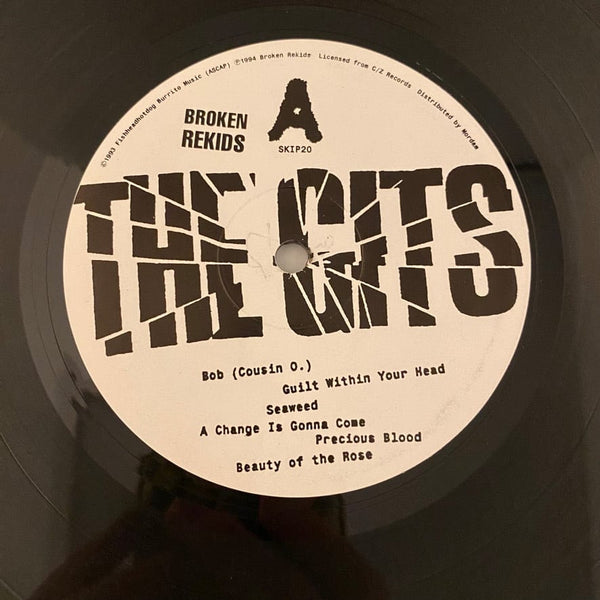 ©1993 Fishheadhotdog Burrito Music (ASCAP) ℗1994 Broken Rekids Licensed from C/Z Records Distributed by Mordam
BROKEN
REKIDS
A
SKIP20
THE GITS
Bob (Cousin O.)
Guilt Within Your Head
Seaweed
A Change Is Gonna Come
Precious Blood
Beauty of the Rose